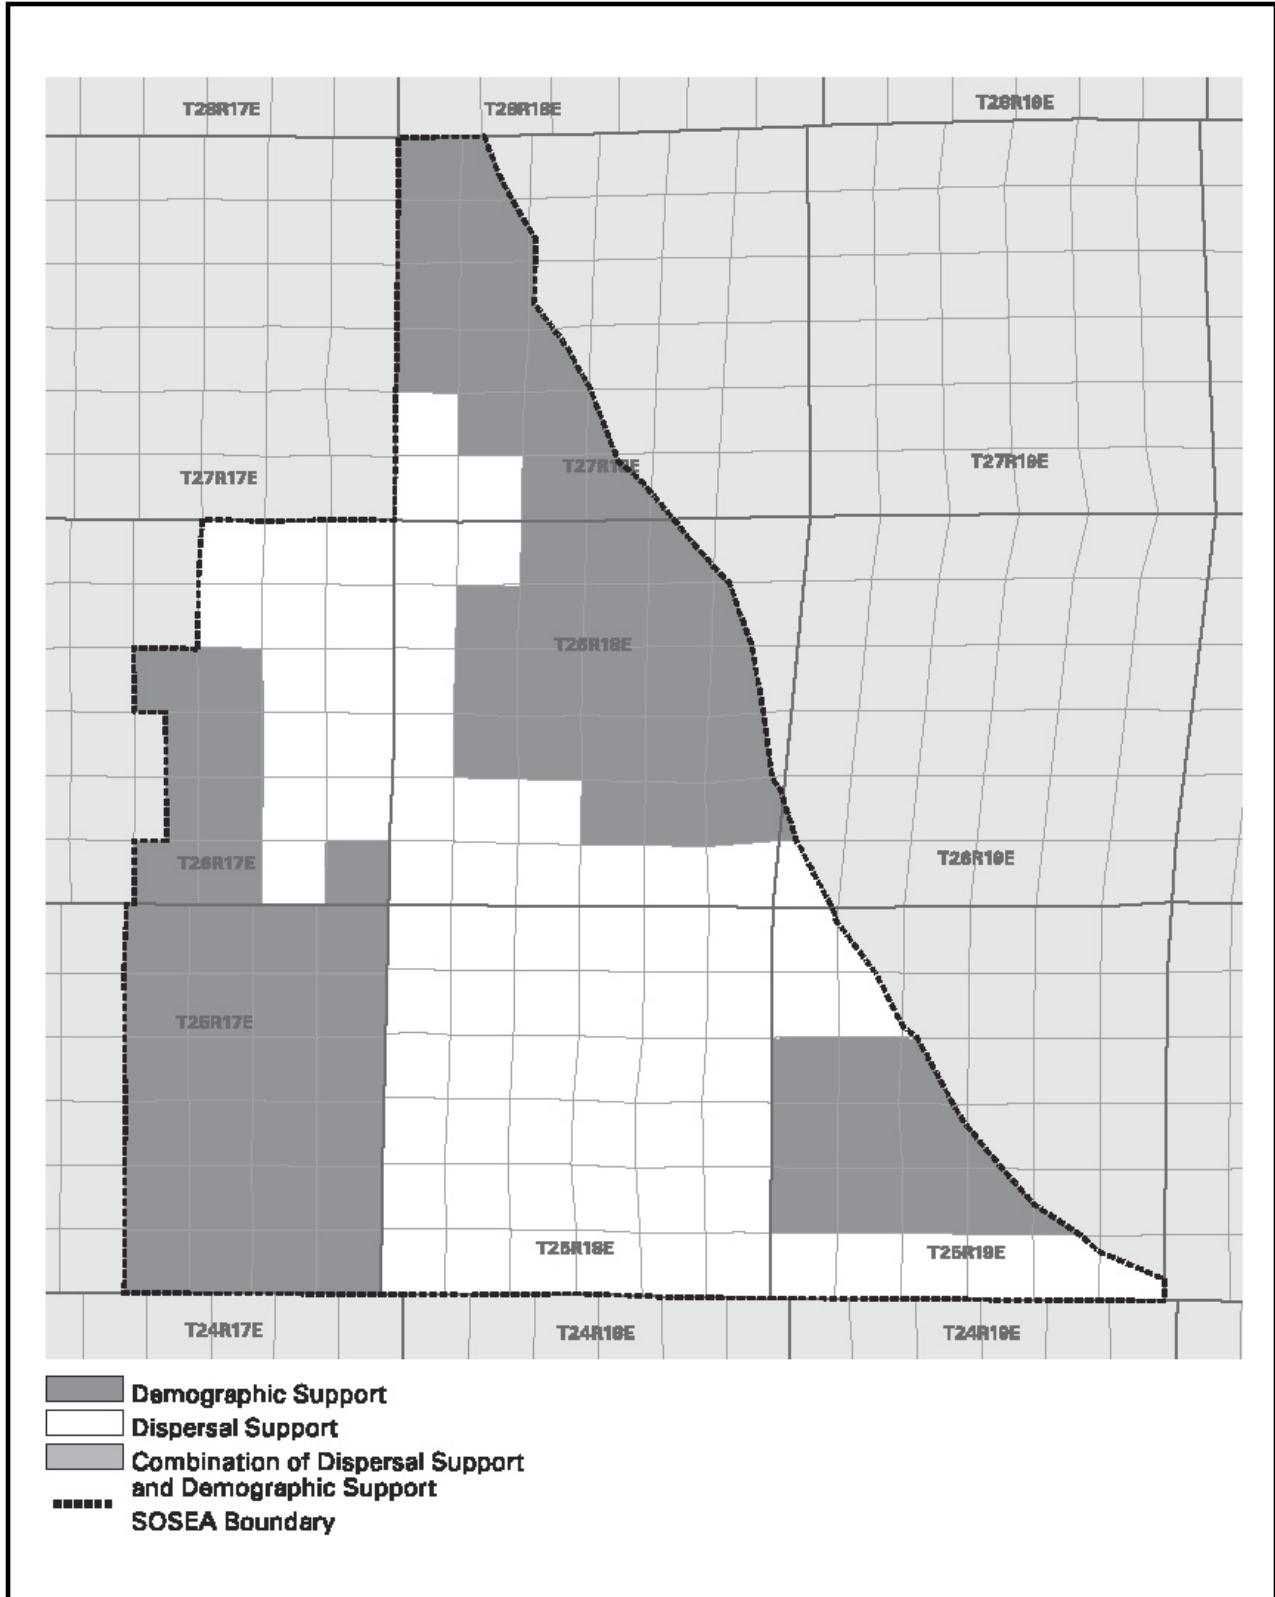 T28R17E
T28R18E
T28R19E
T27R17E
T27R18E
T27R19E
T26R18E
T26R17E
T26R19E
T25R17E
T25R18E
T25R19E
T24R17E
T24R18E
T24R19E
Demographic Support
Dispersal Support
Combination of Dispersal Support
and Demographic Support
SOSEA Boundary